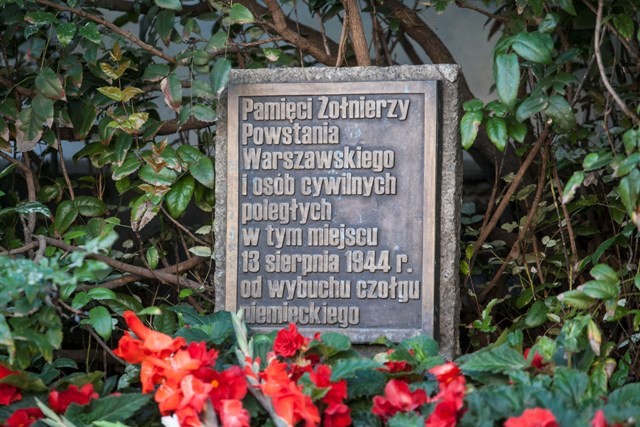 Pamięci Żołnierzy
Powstania
Warszawskiego
i osób cywilnych
poległych
w tym miejscu
13 sierpnia 1944 r.
od wybuchu czołgu
niemieckiego